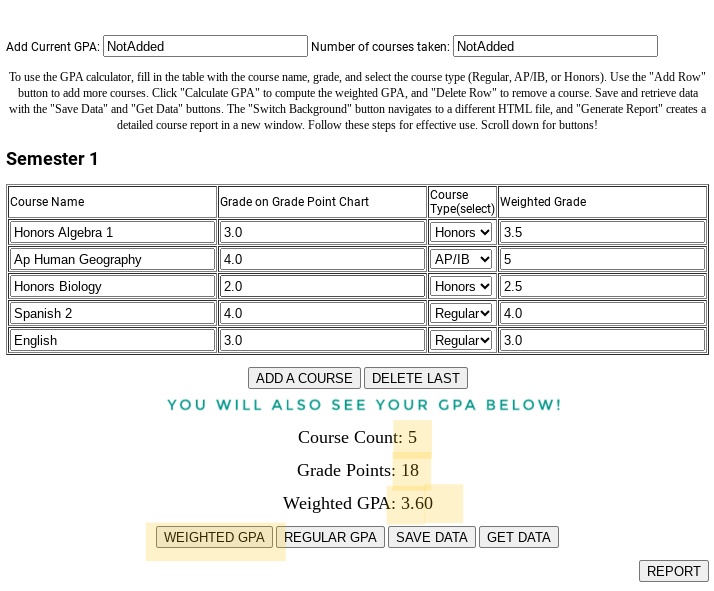 Add Current GPA: NotAdded Number of courses taken: NotAdded
To use the GPA calculator, fill in the table with the course name, grade, and select the course type (Regular, AP/IB, or Honors). Use the "Add Row"
button to add more courses. Click "Calculate GPA" to compute the weighted GPA, and "Delete Row" to remove a course. Save and retrieve data
with the "Save Data" and "Get Data" buttons. The "Switch Background" button navigates to a different HTML file, and "Generate Report" creates a
detailed course report in a new window. Follow these steps for effective use. Scroll down for buttons!
Semester 1
Course Name Grade on Grade Point Chart Course Type(select) Weighted Grade
Honors Algebra 1 3.0 Honors 3.5
Ap Human Geography 4.0 AP/IB 5
Honors Biology 2.0 Honors 2.5
Spanish 2 4.0 Regular 4.0
English 3.0 Regular 3.0
ADD A COURSE DELETE LAST
YOU WILL ALSO SEE YOUR GPA BELOW!
Course Count: 5
Grade Points: 18
Weighted GPA: 3.60
WEIGHTED GPA REGULAR GPA SAVE DATA GET DATA
REPORT